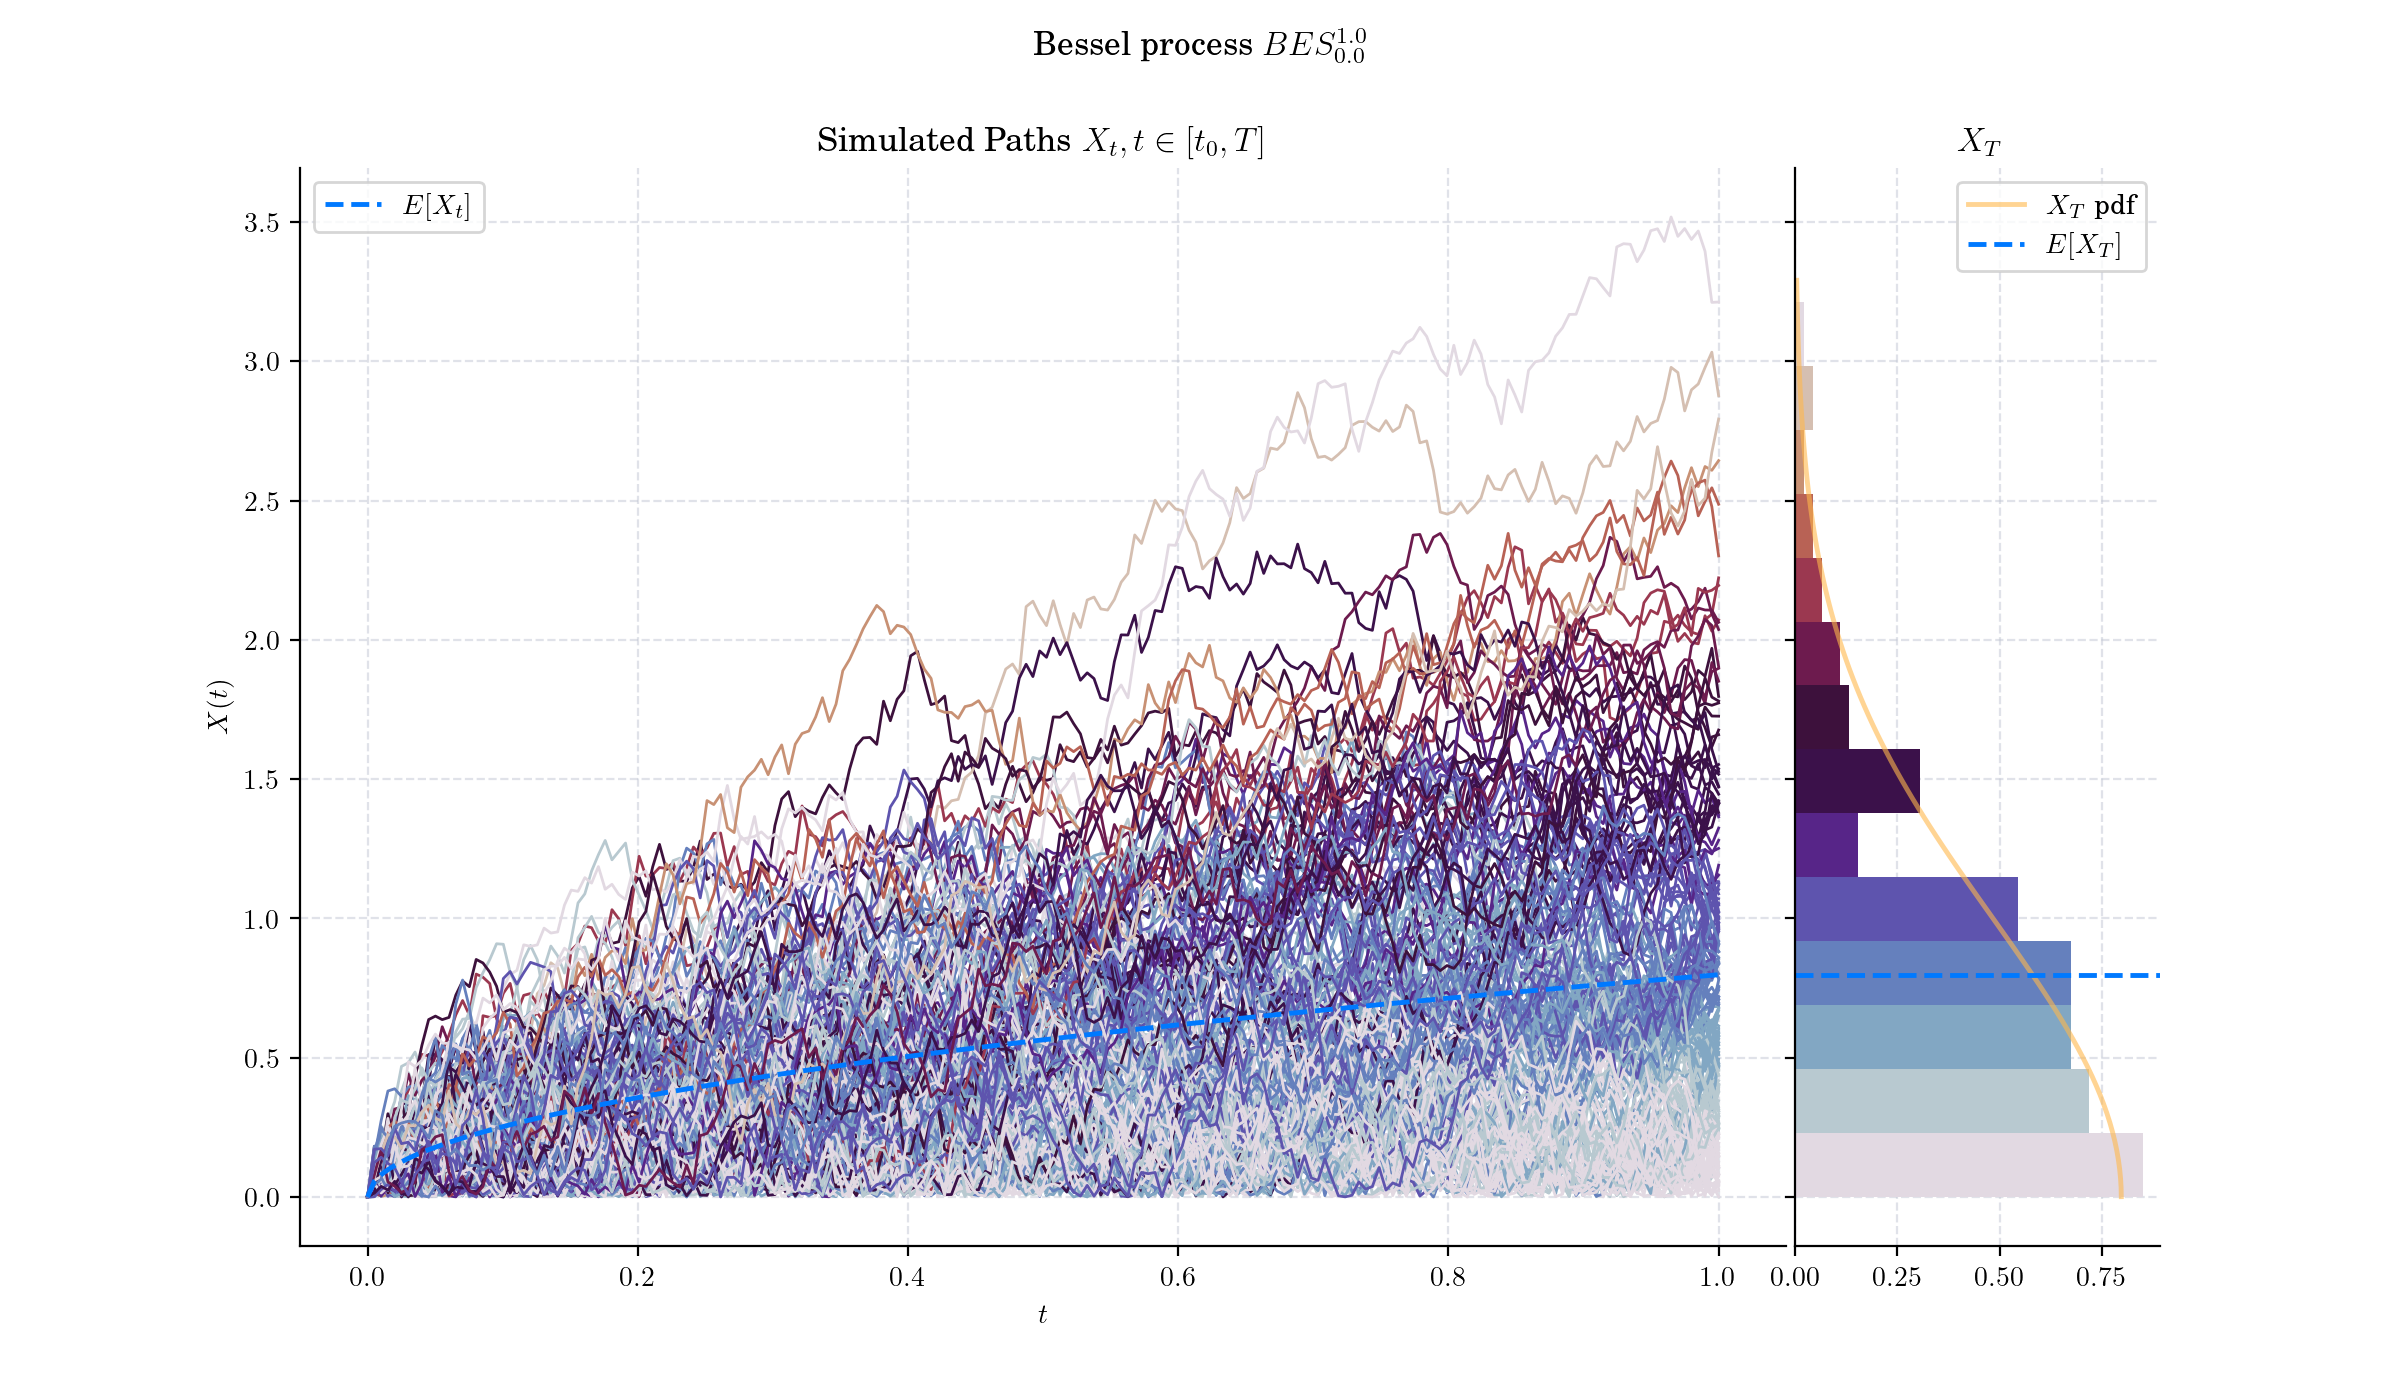 Bessel process $BES_{0.0}^{1.0}$
Simulated Paths $X_t, t \in [t_0, T]$
$E[X_t]$
3.5
3.0
2.5
2.0
1.5
1.0
0.5
0.0
$X(t)$
0.0
0.2
0.4
0.6
0.8
1.0
$t$
$X_T$
$X_T$ pdf
$E[X_T]$
0.00
0.25
0.50
0.75